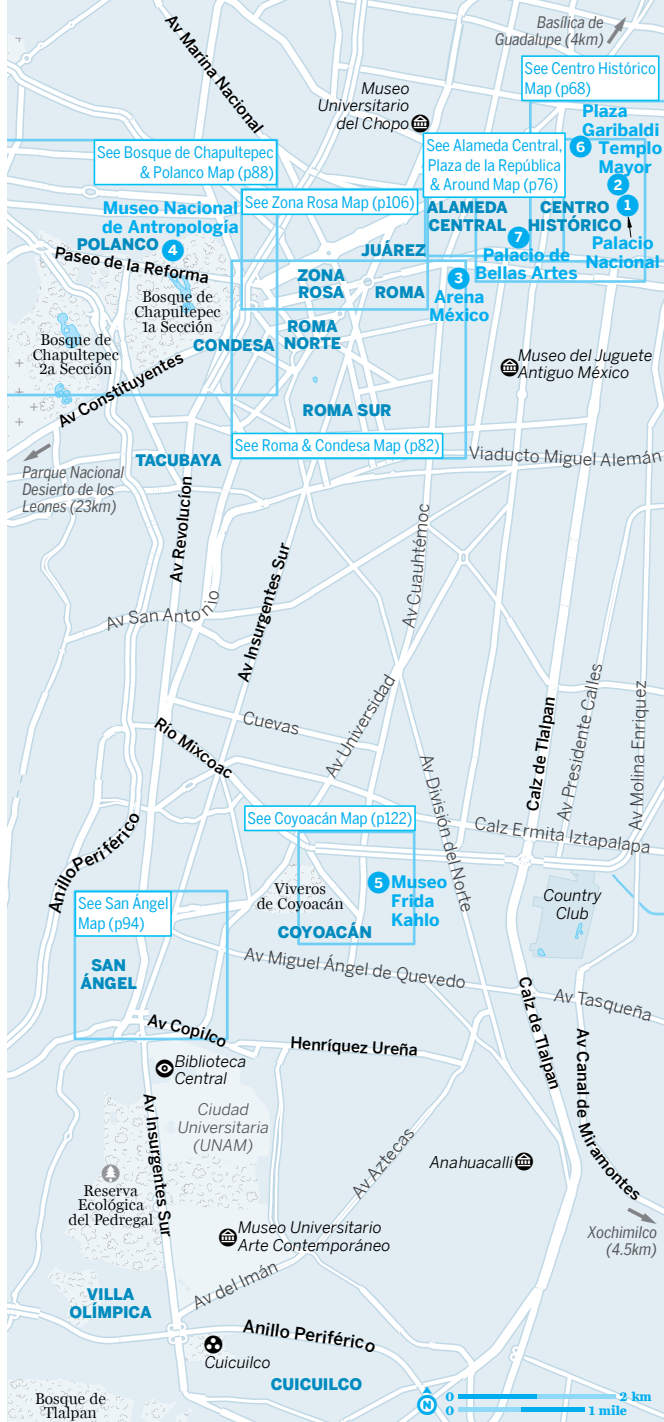 Basílica de
Guadalupe (4km)
Av Marina Nacional
See Centro Histórico
Map (p68)
Museo
Universitario
del Chopo
Plaza
Garibaldi
6
Templo
Mayor
2
See Alameda Central,
Plaza de la República
& Around Map (p76)
See Bosque de Chapultepec
& Polanco Map (p88)
See Zona Rosa Map (p106)
Museo Nacional
de Antropología
4
POLANCO
ALAMEDA
CENTRAL
CENTRO
HISTÓRICO
1
Palacio
Nacional
7
Palacio de
Bellas Artes
Paseo de la Reforma
JUÁREZ
ZONA
ROSA
ROMA
3
Arena
México
Bosque de
Chapultepec
1a Sección
Bosque de
Chapultepec
2a Sección
CONDESA
ROMA
NORTE
Museo del Juguete
Antiguo México
Av Constituyentes
ROMA SUR
See Roma & Condesa Map (p82)
TACUBAYA
Viaducto Miguel Alemán
Parque Nacional
Desierto de los
Leones (23km)
Av Revolucíon
Av Insurgentes Sur
Av Cuauhtémoc
Av San Antonio
Av Universidad
Cuevas
Río Mixcoac
Calz de Tlalpan
Av Presidente Calles
Av Molina Enriquez
Av División del Norte
Anillo Periférico
See Coyoacán Map (p122)
Calz Ermita Iztapalapa
5
Museo
Frida
Kahlo
Viveros
de Coyoacán
Country
Club
See San Ángel
Map (p94)
COYOACÁN
SAN
ÁNGEL
Av Miguel Ángel de Quevedo
Av Tasqueña
Calz de Tlalpan
Av Copilco
Henríquez Ureña
Av Canal de Miramontes
Biblioteca
Central
Av Insurgentes Sur
Ciudad
Universitaria
(UNAM)
Av Aztecas
Anahuacalli
Reserva
Ecológica
del Pedregal
Museo Universitario
Arte Contemporáneo
Xochimilco
(4.5km)
VILLA
OLÍMPICA
Av del Imán
Anillo Periférico
Cuicuilco
CUICUILCO
Bosque de
Tlalpan
N
0 2 km
0 1 mile